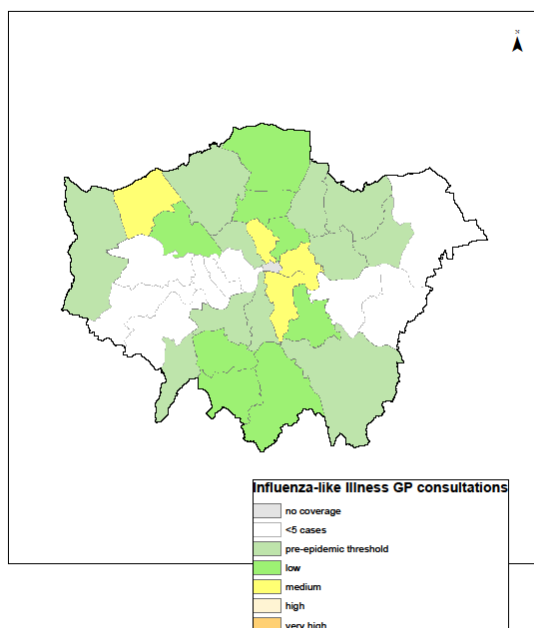 N
Influenza-like Illness GP consultations
no coverage
<5 cases
pre-epidemic threshold
low
medium
high
very high